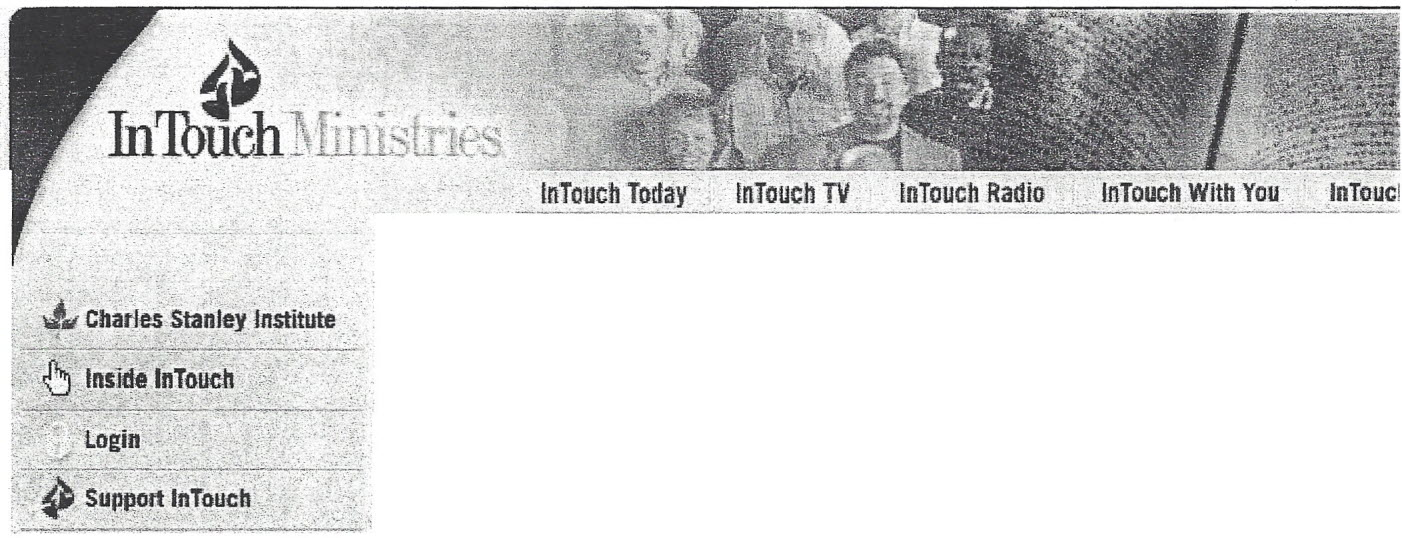 InTouch Ministries
InTouch Today InTouch TV InTouch Radio InTouch With You InTouc
Charles Stanley Institute
Inside InTouch
Login
Support InTouch